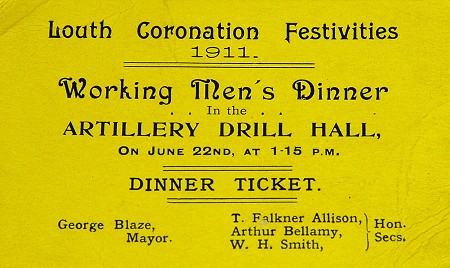 Louth Coronation Festivities
1911.
Working Men's Dinner
. . In the . .
ARTILLERY DRILL HALL,
ON JUNE 22ND, AT 1-15 P.M.
DINNER TICKET.
George Blaze,
Mayor.
T. Falkner Allison,
Arthur Bellamy,
W. H. Smith,
Hon.
Secs.